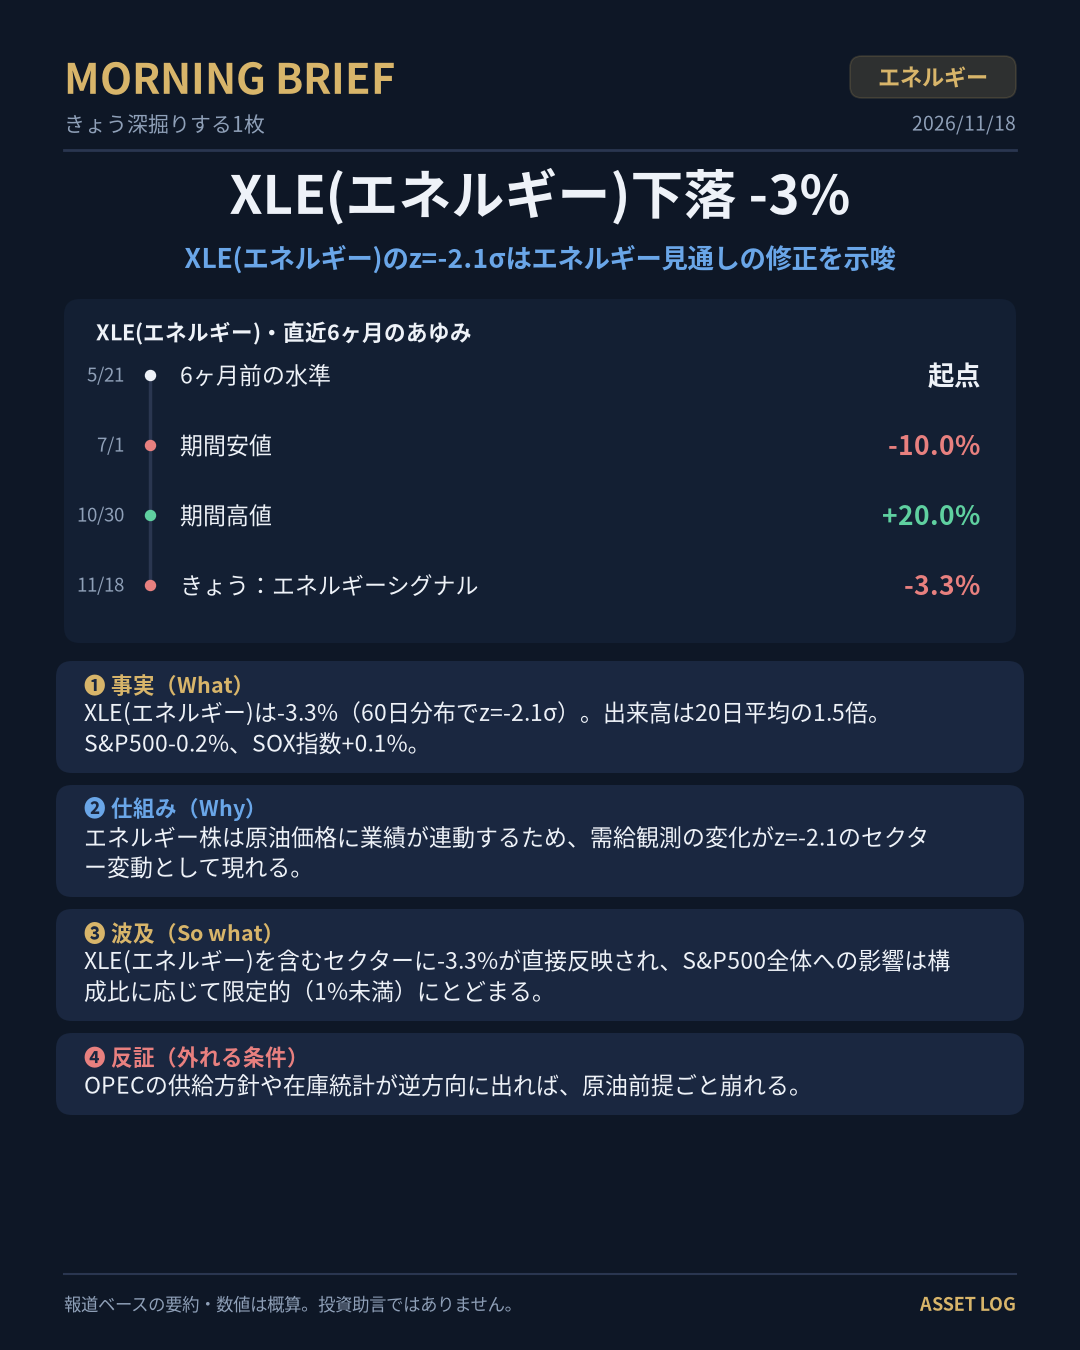 MORNING BRIEF
エネルギー
きょう深掘りする1枚
2026/11/18
XLE(エネルギー)下落 -3%
XLE(エネルギー)のz=-2.1σはエネルギー見通しの修正を示唆
XLE(エネルギー)・直近6ヶ月のあゆみ
5/21 6ヶ月前の水準 起点
7/1 期間安値 -10.0%
10/30 期間高値 +20.0%
11/18 きょう：エネルギーシグナル -3.3%
❶ 事実（What）
XLE(エネルギー)は-3.3%（60日分布でz=-2.1σ）。出来高は20日平均の1.5倍。
S&P500-0.2%、SOX指数+0.1%。
❷ 仕組み（Why）
エネルギー株は原油価格に業績が連動するため、需給観測の変化がz=-2.1のセクタ
ー変動として現れる。
❸ 波及（So what）
XLE(エネルギー)を含むセクターに-3.3%が直接反映され、S&P500全体への影響は構
成比に応じて限定的（1%未満）にとどまる。
❹ 反証（外れる条件）
OPECの供給方針や在庫統計が逆方向に出れば、原油前提ごと崩れる。
報道ベースの要約・数値は概算。投資助言ではありません。
ASSET LOG